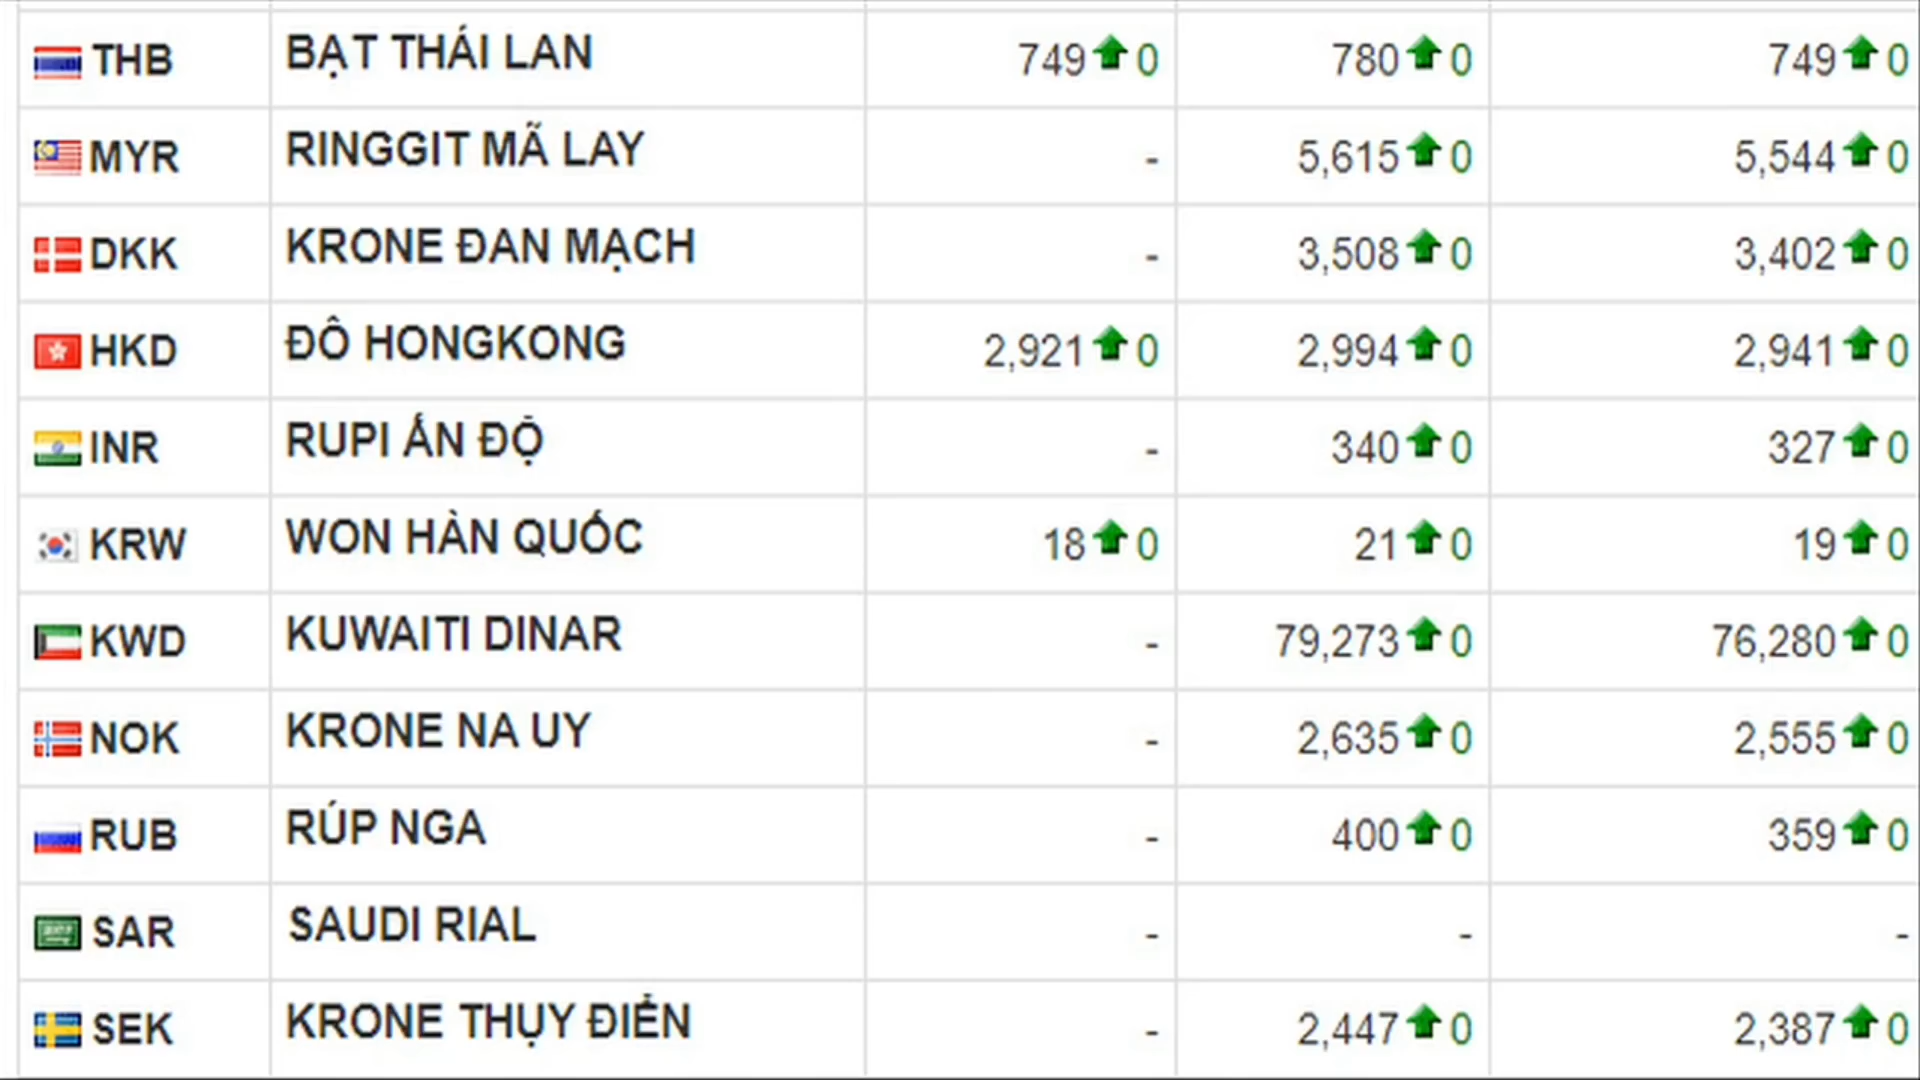 THB BẠT THÁI LAN 749 0 780 0 749 0
MYR RINGGIT MÃ LAY - 5,615 0 5,544 0
DKK KRONE ĐAN MẠCH - 3,508 0 3,402 0
HKD ĐÔ HONGKONG 2,921 0 2,994 0 2,941 0
INR RUPI ẤN ĐỘ - 340 0 327 0
KRW WON HÀN QUỐC 18 0 21 0 19 0
KWD KUWAITI DINAR - 79,273 0 76,280 0
NOK KRONE NA UY - 2,635 0 2,555 0
RUB RÚP NGA - 400 0 359 0
SAR SAUDI RIAL - - -
SEK KRONE THỤY ĐIỂN - 2,447 0 2,387 0